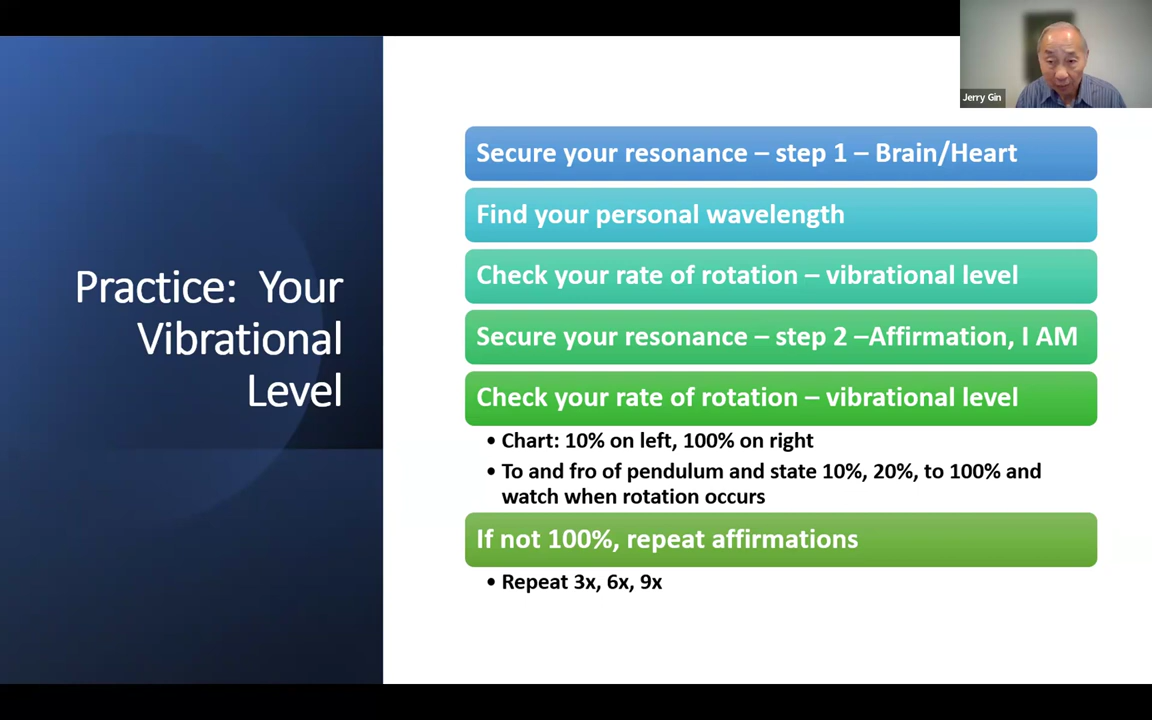 Jerry Gin
Practice: Your
Vibrational
Level
Secure your resonance – step 1 – Brain/Heart
Find your personal wavelength
Check your rate of rotation – vibrational level
Secure your resonance – step 2 –Affirmation, I AM
Check your rate of rotation – vibrational level
• Chart: 10% on left, 100% on right
• To and fro of pendulum and state 10%, 20%, to 100% and
watch when rotation occurs
If not 100%, repeat affirmations
• Repeat 3x, 6x, 9x